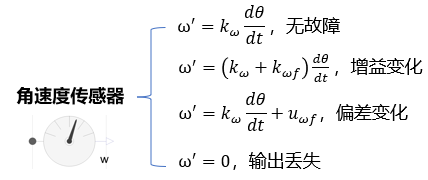 ω′ = k_ω dθ/dt，无故障
ω′ = (k_ω + k_ωf) dθ/dt，增益变化
角速度传感器
ω′ = k_ω dθ/dt + u_ωf，偏差变化
w
ω′ = 0，输出丢失